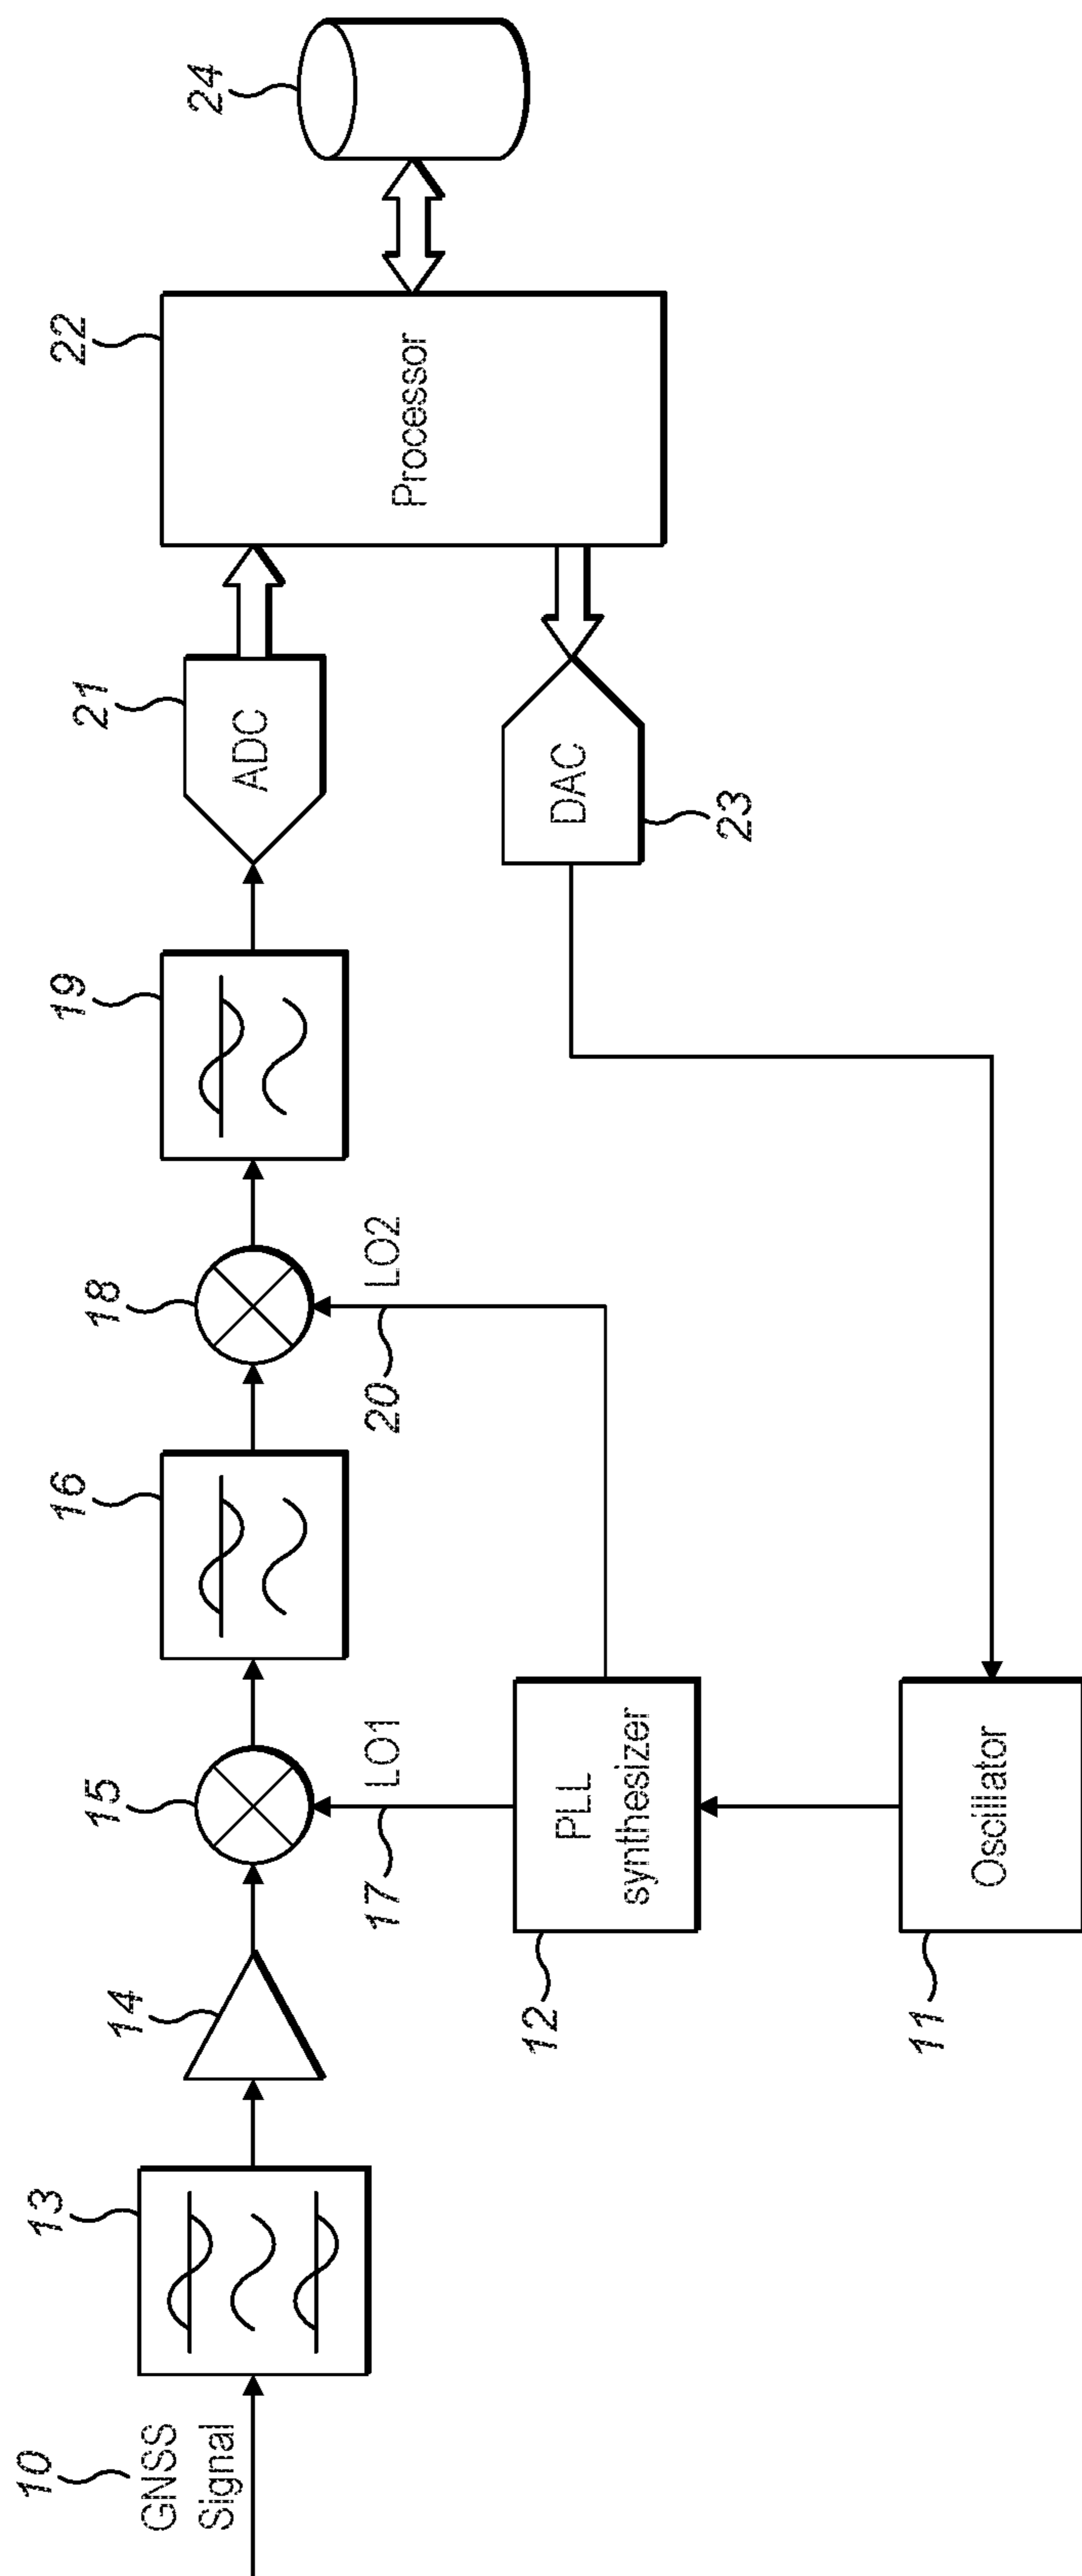 10
GNSS
Signal
13
14
15
16
18
19
21
22
24
ADC
Processor
17
LO1
20
LO2
DAC
23
PLL
synthesizer
12
Oscillator
11